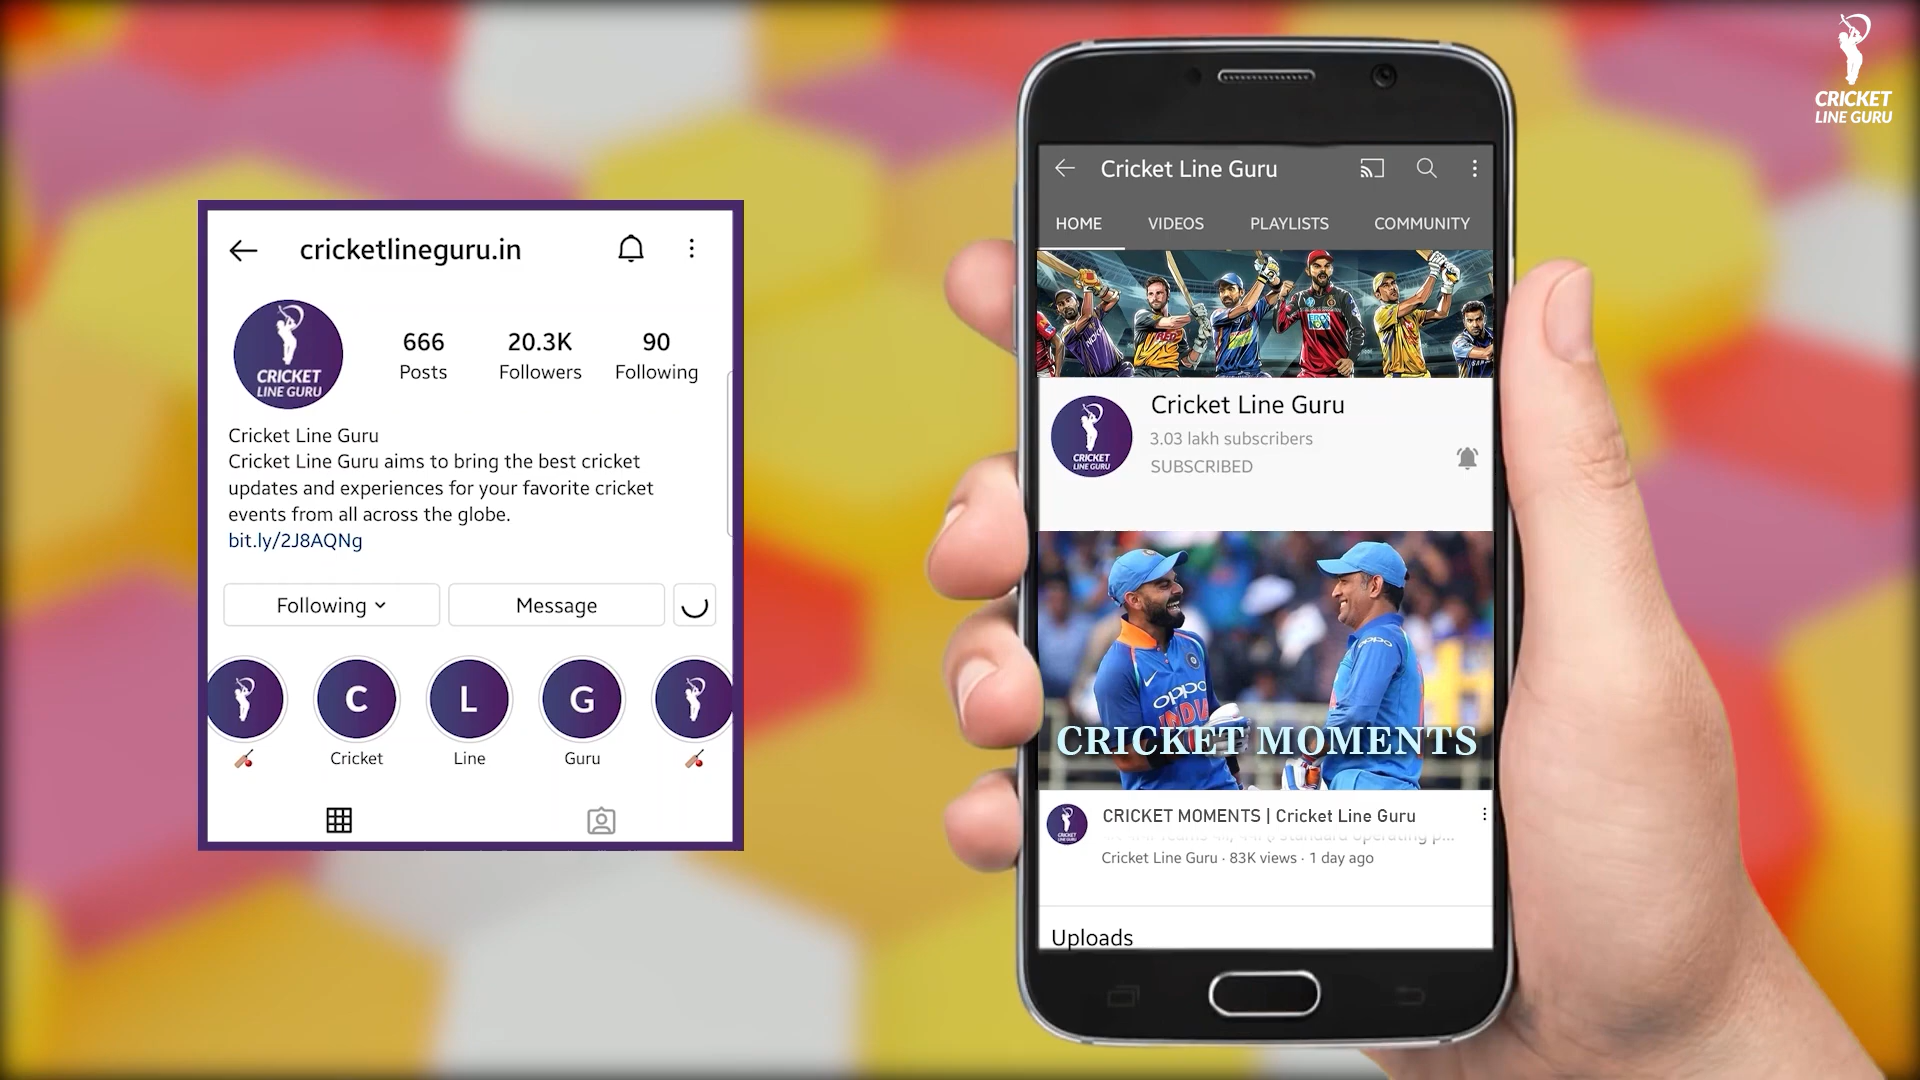 CRICKET
LINE GURU
cricketlineguru.in
CRICKET
LINE GURU
666
Posts
20.3K
Followers
90
Following
Cricket Line Guru
Cricket Line Guru aims to bring the best cricket
updates and experiences for your favorite cricket
events from all across the globe.
bit.ly/2J8AQNg
Following
Message
C
L
G
Cricket
Line
Guru
Cricket Line Guru
HOME
VIDEOS
PLAYLISTS
COMMUNITY
CRICKET
LINE GURU
Cricket Line Guru
3.03 lakh subscribers
SUBSCRIBED
oppo
INDIA
oppo
CRICKET MOMENTS
CRICKET MOMENTS | Cricket Line Guru
Cricket Line Guru · 83K views · 1 day ago
Uploads